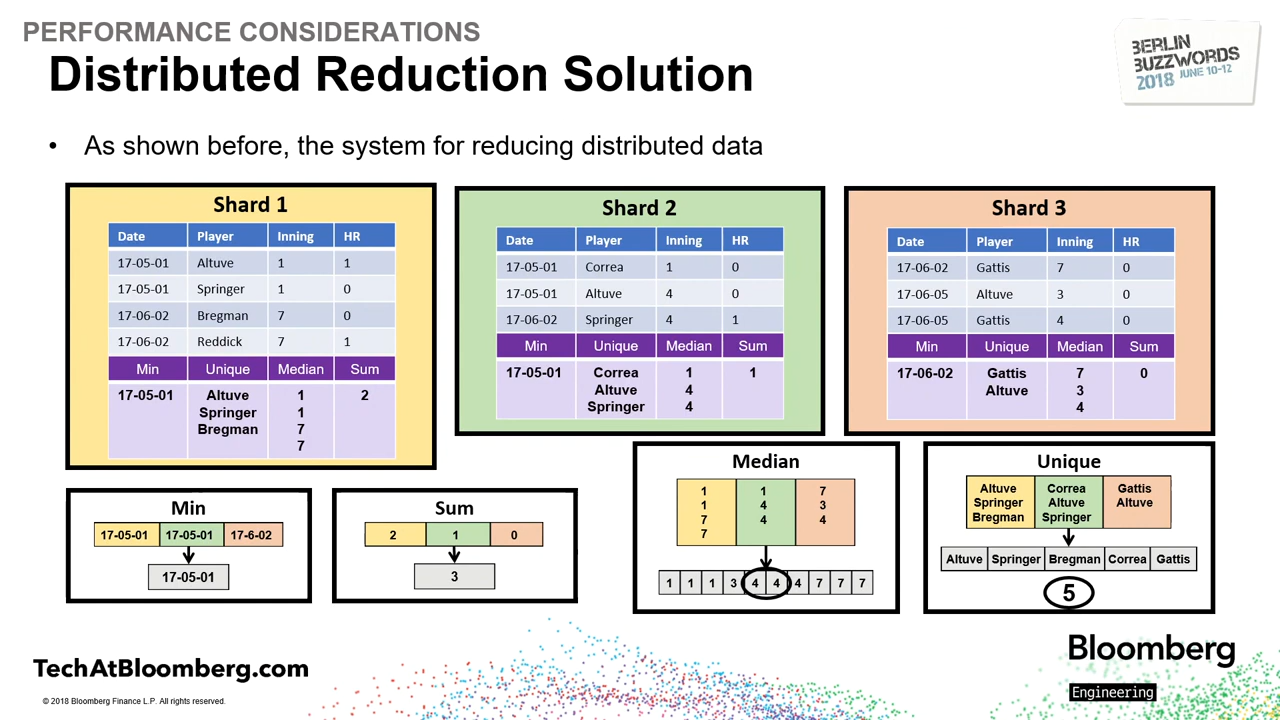 PERFORMANCE CONSIDERATIONS
Distributed Reduction Solution
BERLIN
BUZZWORDS
2018 JUNE 10-12
• As shown before, the system for reducing distributed data
Shard 1
Date Player Inning HR
17-05-01 Altuve 1 1
17-05-01 Springer 1 0
17-06-02 Bregman 7 0
17-06-02 Reddick 7 1
Min Unique Median Sum
17-05-01 Altuve 1 2
Springer 1
Bregman 7
7
Shard 2
Date Player Inning HR
17-05-01 Correa 1 0
17-05-01 Altuve 4 0
17-06-02 Springer 4 1
Min Unique Median Sum
17-05-01 Correa 1 1
Altuve 4
Springer 4
Shard 3
Date Player Inning HR
17-06-02 Gattis 7 0
17-06-05 Altuve 3 0
17-06-05 Gattis 4 0
Min Unique Median Sum
17-06-02 Gattis 7 0
Altuve 3
4
Min
17-05-01 17-05-01 17-6-02
17-05-01
Sum
2 1 0
3
Median
1 1 7
1 4 3
7 4 4
7
1 1 1 3 4 4 4 7 7 7
Unique
Altuve Correa Gattis
Springer Altuve Altuve
Bregman Springer
Altuve Springer Bregman Correa Gattis
5
TechAtBloomberg.com
© 2018 Bloomberg Finance L.P. All rights reserved.
Bloomberg
Engineering